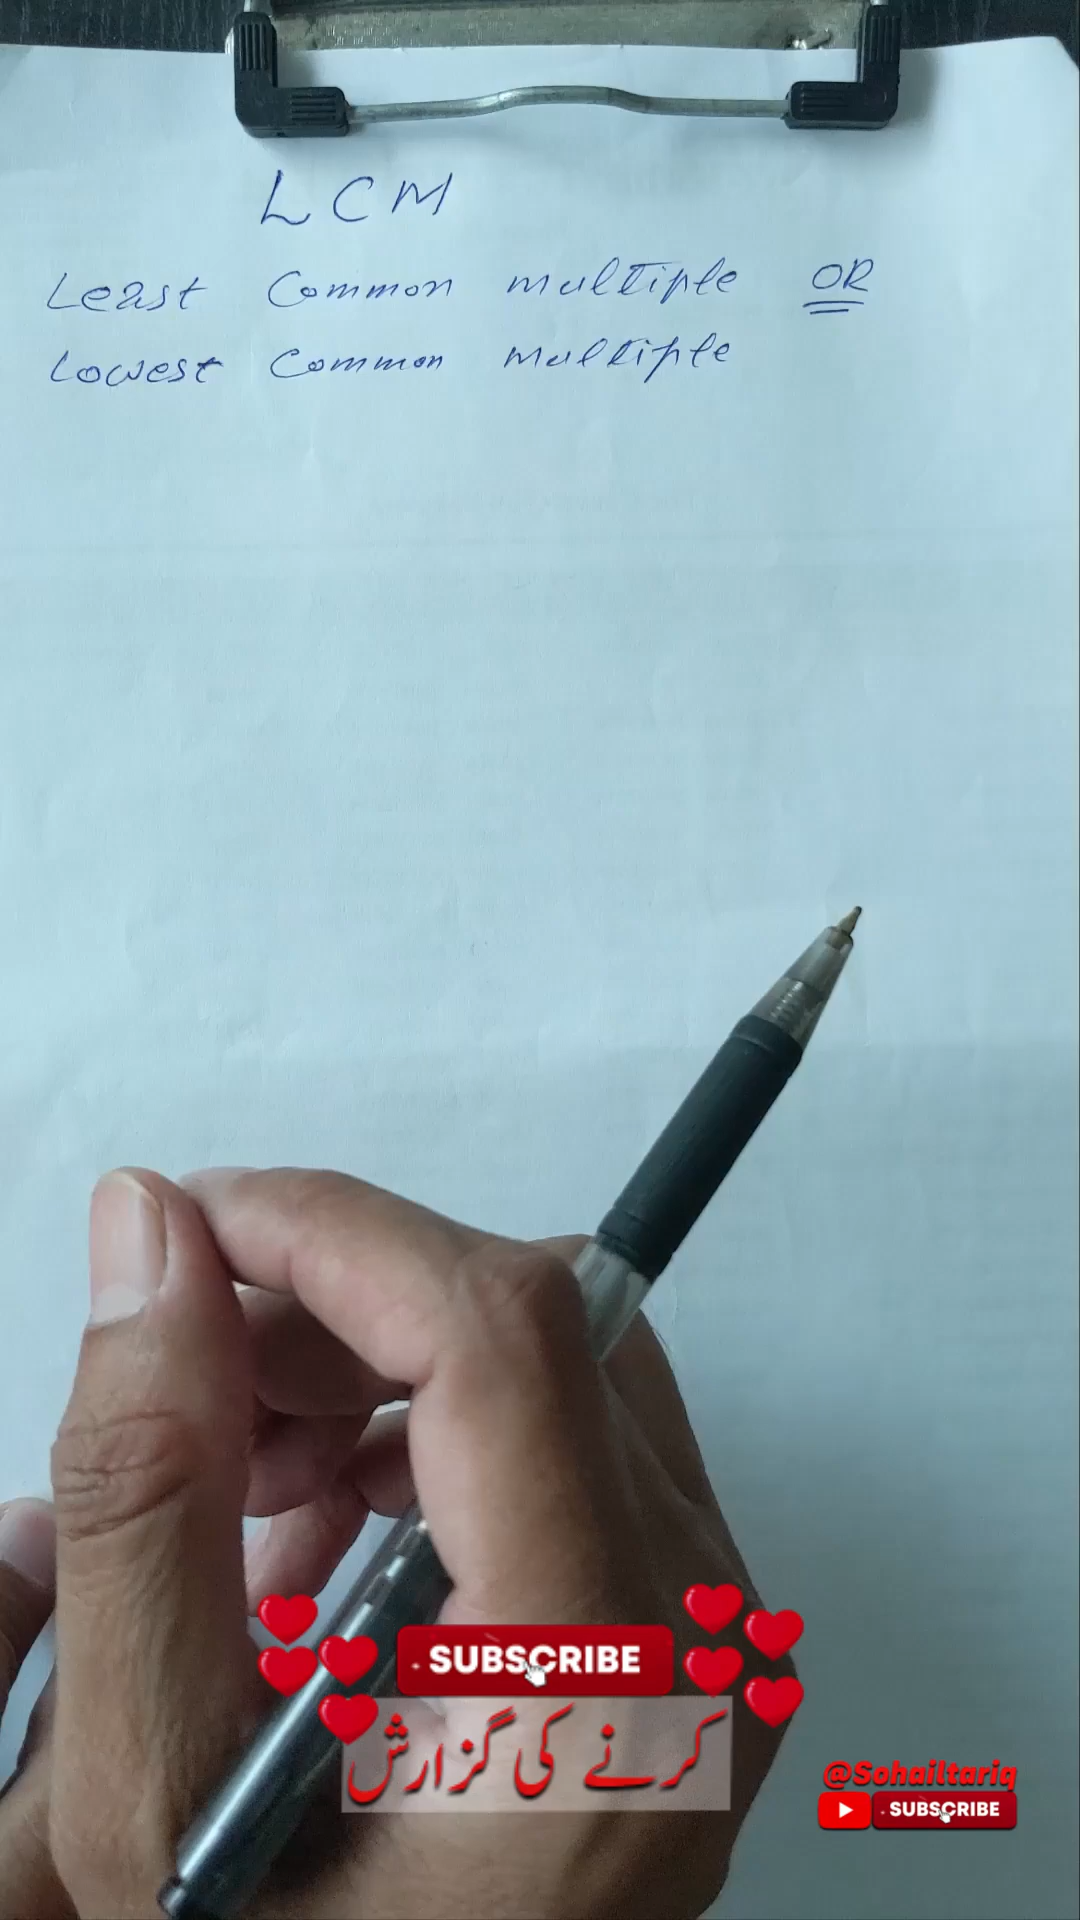 LCM
Least Common multiple OR
Lowest Common multiple
SUBSCRIBE
کرنے کی گزارش
@Sohailtariq
SUBSCRIBE